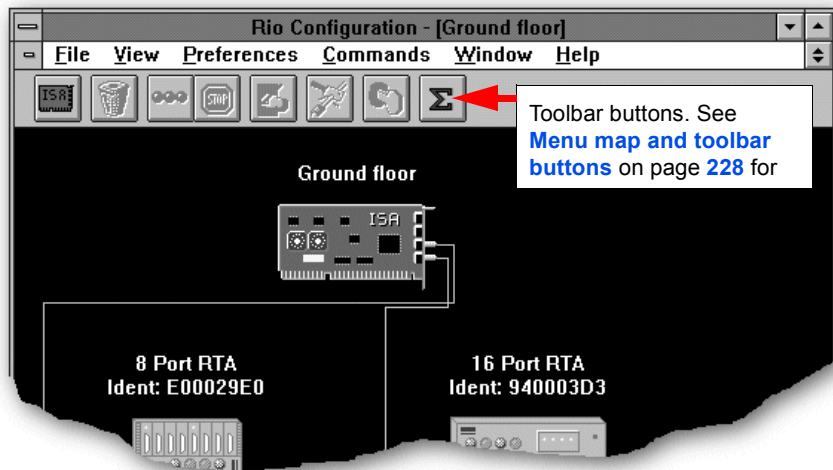 Rio Configuration - [Ground floor]
File View Preferences Commands Window Help
ISA
STOP
Σ
Toolbar buttons. See
Menu map and toolbar
buttons on page 228 for
Ground floor
ISA
8 Port RTA
Ident: E00029E0
16 Port RTA
Ident: 940003D3